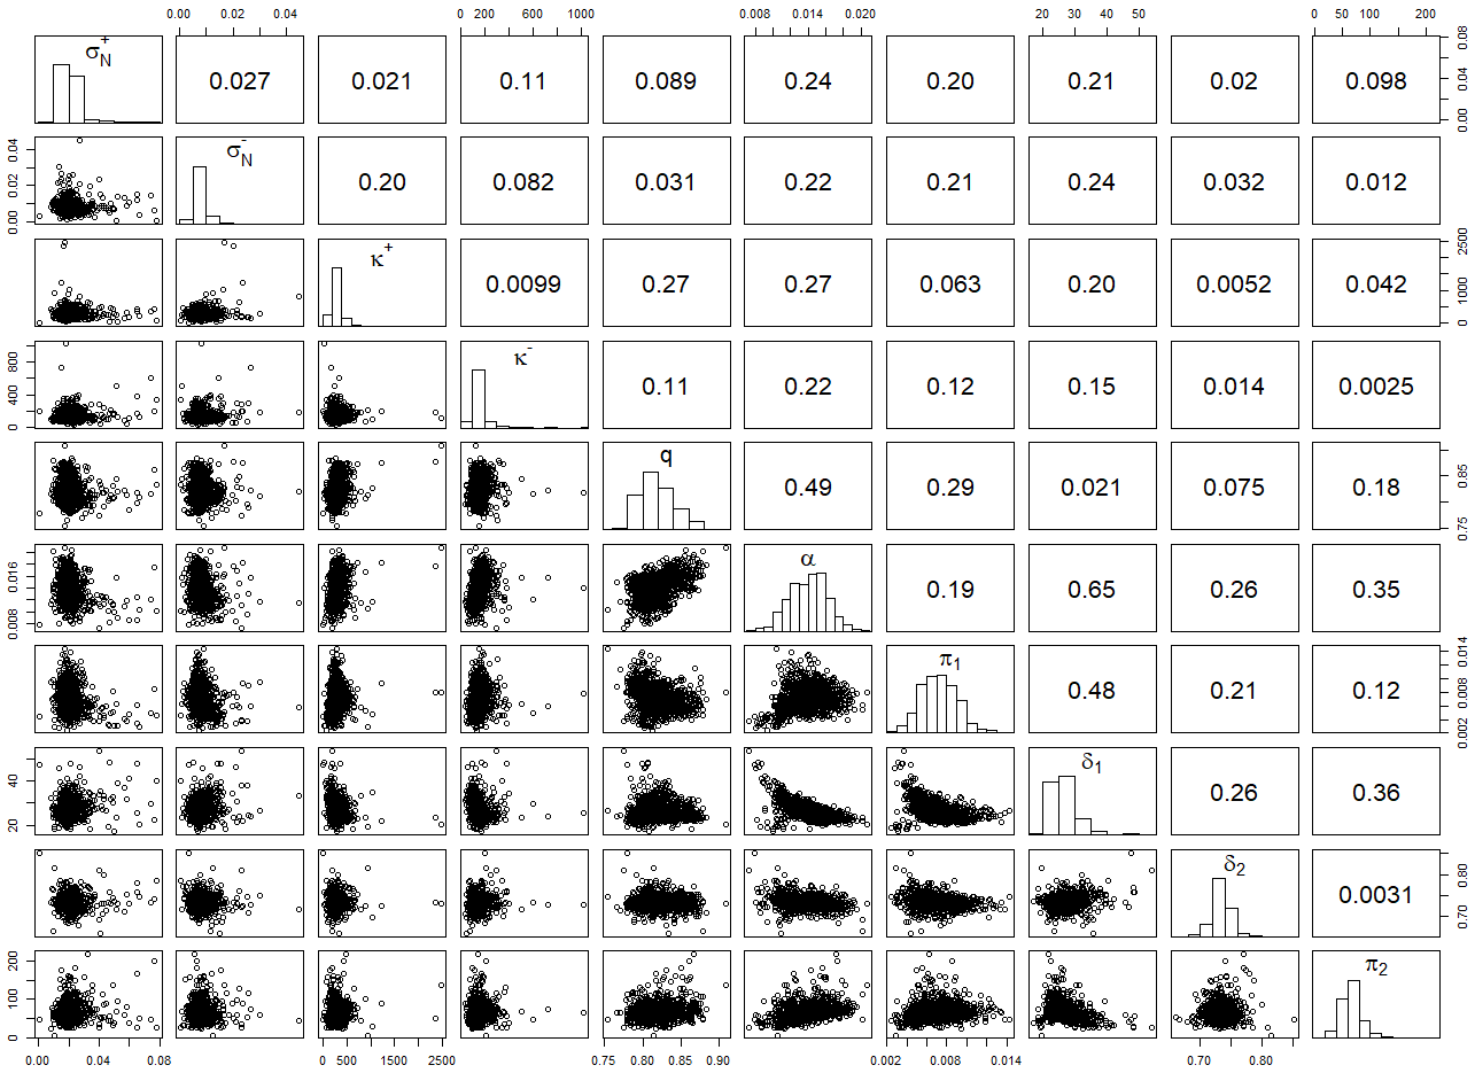 0.00 0.02 0.04 0 200 600 1000 0.008 0.014 0.020 20 30 40 50 0 50 100 200
σ_N^+ 0.027 0.021 0.11 0.089 0.24 0.20 0.21 0.02 0.098 0.00 0.04 0.08
0.00 0.02 0.04 σ_N^- 0.20 0.082 0.031 0.22 0.21 0.24 0.032 0.012
κ^+ 0.0099 0.27 0.27 0.063 0.20 0.0052 0.042 0 1000 2500
0 400 800 κ^- 0.11 0.22 0.12 0.15 0.014 0.0025
q 0.49 0.29 0.021 0.075 0.18 0.75 0.85
0.008 0.016 α 0.19 0.65 0.26 0.35
π_1 0.48 0.21 0.12 0.002 0.008 0.014
20 40 δ_1 0.26 0.36
δ_2 0.0031 0.70 0.80
0 100 200 π_2
0.00 0.04 0.08 0 500 1500 2500 0.75 0.80 0.85 0.90 0.002 0.008 0.014 0.70 0.80